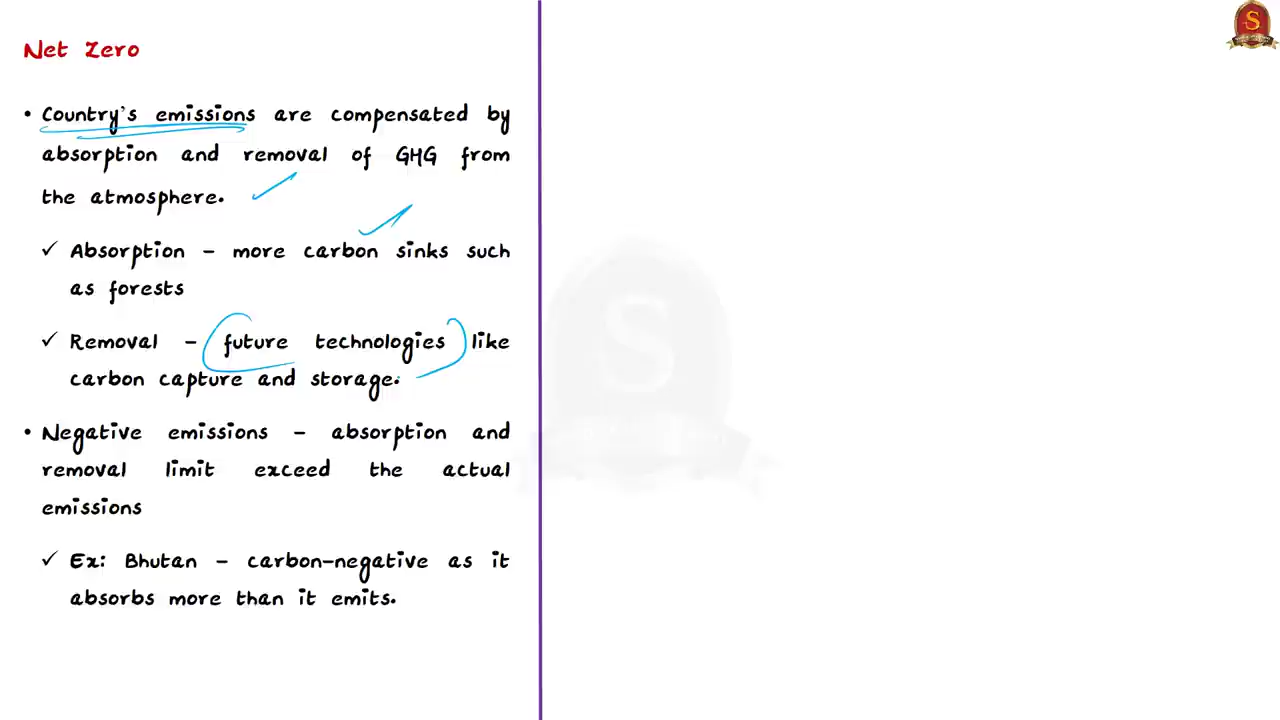 Net Zero
• Country's emissions are compensated by
absorption and removal of GHG from
the atmosphere.
✓ Absorption – more carbon sinks such
as forests
✓ Removal – future technologies like
carbon capture and storage.
• Negative emissions – absorption and
removal limit exceed the actual
emissions
✓ Ex: Bhutan – carbon-negative as it
absorbs more than it emits.
S